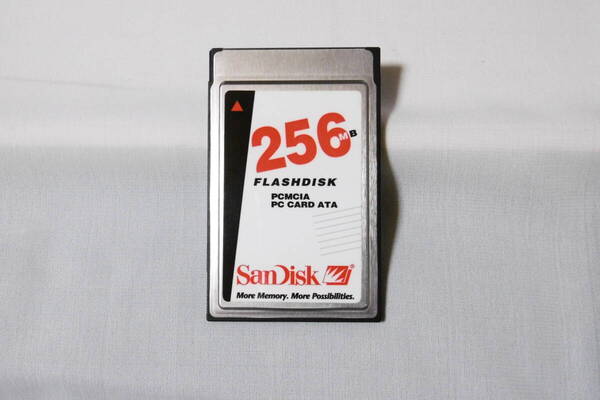 256MB
FLASHDISK
PCMCIA
PC CARD ATA
SanDisk ®
More Memory. More Possibilities.